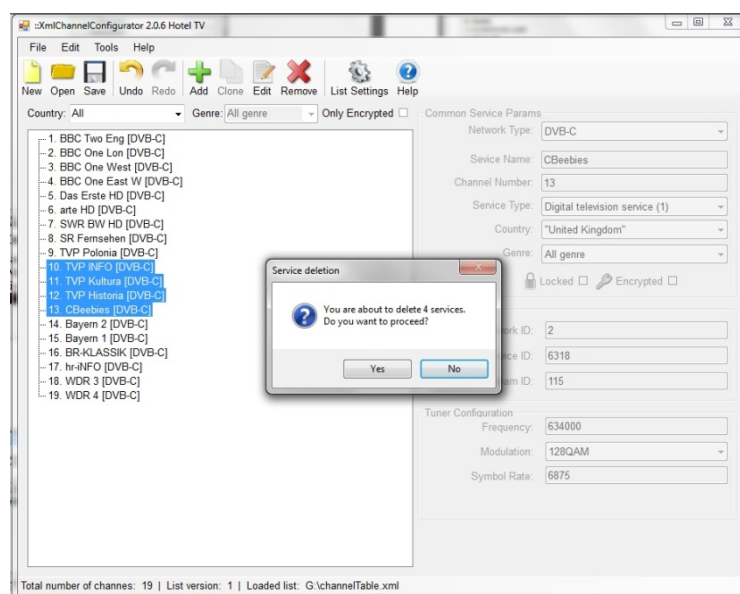 ::XmlChannelConfigurator 2.0.6 Hotel TV
File Edit Tools Help
New Open Save Undo Redo Add Clone Edit Remove List Settings Help
Country: All Genre: All genre Only Encrypted
1. BBC Two Eng [DVB-C]
2. BBC One Lon [DVB-C]
3. BBC One West [DVB-C]
4. BBC One East W [DVB-C]
5. Das Erste HD [DVB-C]
6. arte HD [DVB-C]
7. SWR BW HD [DVB-C]
8. SR Fernsehen [DVB-C]
9. TVP Polonia [DVB-C]
10. TVP INFO [DVB-C]
11. TVP Kultura [DVB-C]
12. TVP Historia [DVB-C]
13. CBeebies [DVB-C]
14. Bayern 2 [DVB-C]
15. Bayern 1 [DVB-C]
16. BR-KLASSIK [DVB-C]
17. hr-iNFO [DVB-C]
18. WDR 3 [DVB-C]
19. WDR 4 [DVB-C]
Common Service Params
Network Type: DVB-C
Sevice Name: CBeebies
Channel Number: 13
Service Type: Digital television service (1)
Country: "United Kingdom"
Genre: All genre
Locked Encrypted
ork ID: 2
ice ID: 6318
am ID: 115
Tuner Configuration
Frequency: 634000
Modulation: 128QAM
Symbol Rate: 6875
Service deletion
You are about to delete 4 services.
Do you want to proceed?
Yes No
Total number of channes: 19 | List version: 1 | Loaded list: G:\channelTable.xml